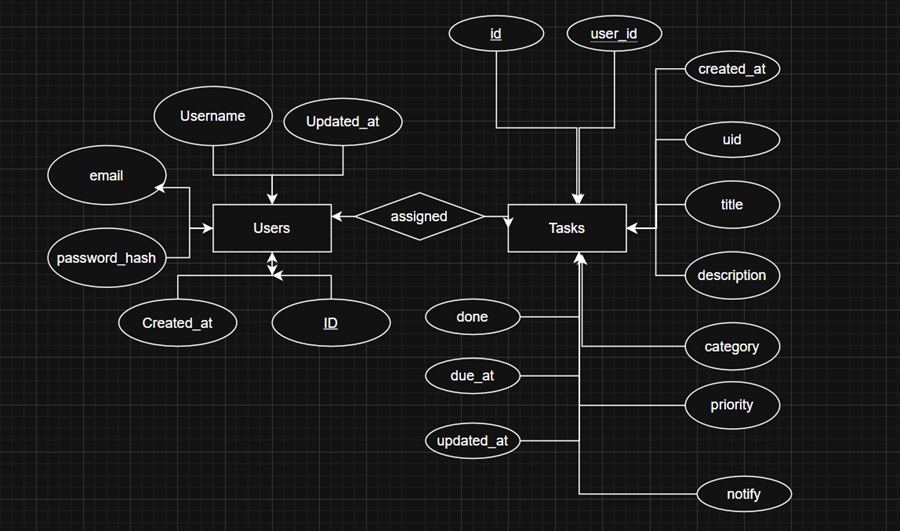 id
user_id
created_at
Username
Updated_at
uid
email
title
assigned
Users
Tasks
password_hash
description
Created_at
ID
done
category
due_at
priority
updated_at
notify